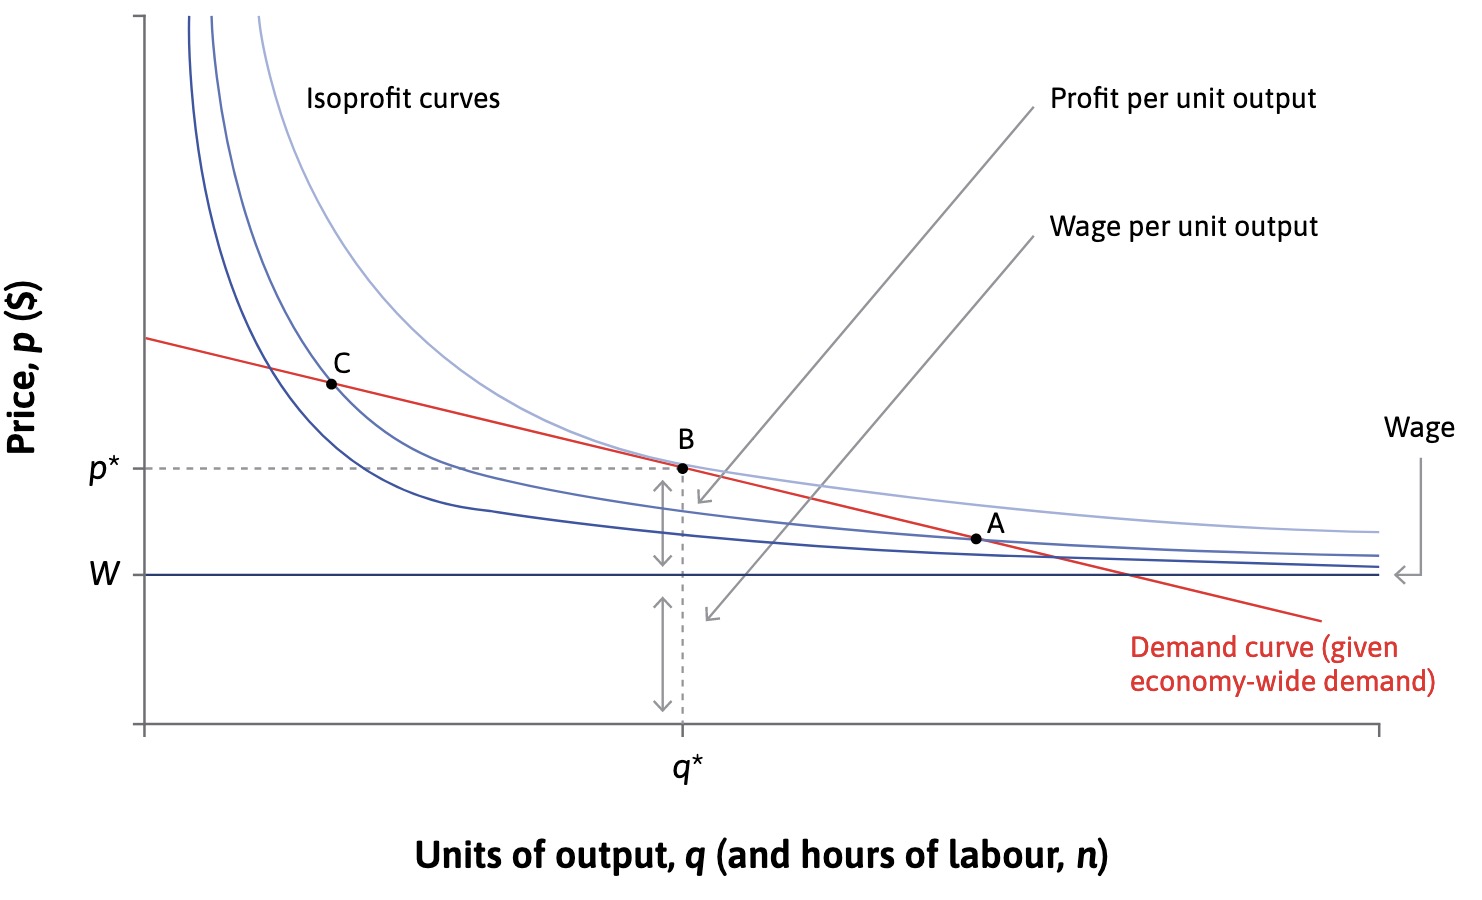 Isoprofit curves
Profit per unit output
Wage per unit output
Price, p ($)
C
B
Wage
p*
A
W
Demand curve (given
economy-wide demand)
q*
Units of output, q (and hours of labour, n)